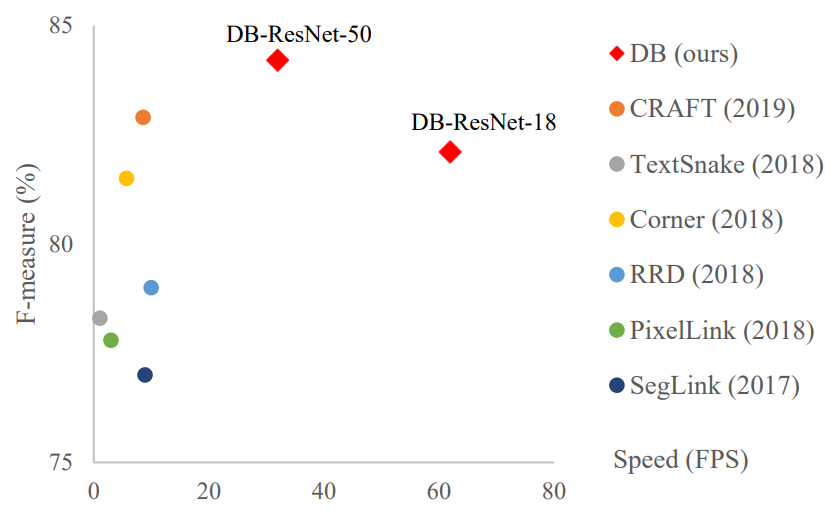 85
DB-ResNet-50
DB (ours)
CRAFT (2019)
DB-ResNet-18
TextSnake (2018)
F-measure (%)
Corner (2018)
80
RRD (2018)
PixelLink (2018)
SegLink (2017)
75
Speed (FPS)
0
20
40
60
80